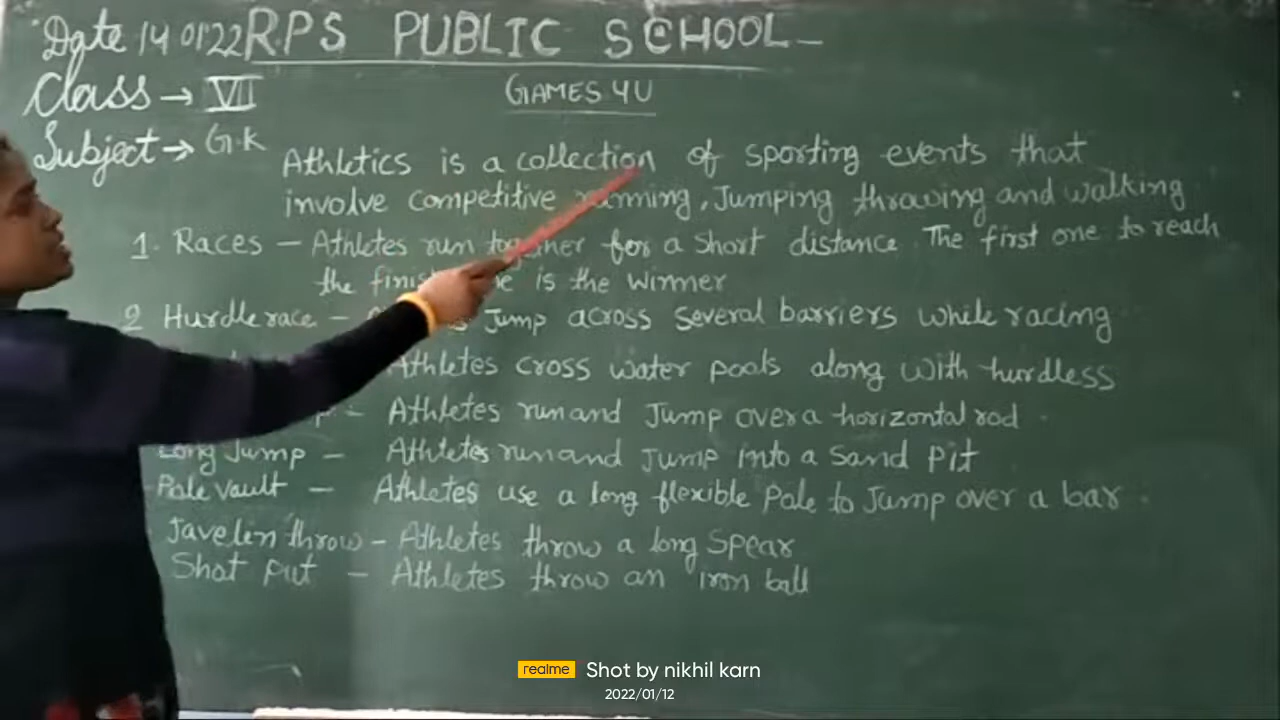 Date 14 01 22 R.P.S PUBLIC SCHOOL
Class → VII
GAMES 4U
Subject → G.K
Athletics is a collection of sporting events that
involve competitive running, Jumping throwing and walking
1. Races - Athletes run together for a short distance The first one to reach
the finish is the winner
2 Hurdle race - Jump across several barriers while racing
Athletes cross water pools along with hurdless
- Athletes run and Jump over a horizontal rod
Long Jump - Athletes run and Jump into a sand pit
Pole vault - Athletes use a long flexible Pole to Jump over a bar
Javelin throw - Athletes throw a long spear
Shot put - Athletes throw an iron ball
realme Shot by nikhil karn
2022/01/12